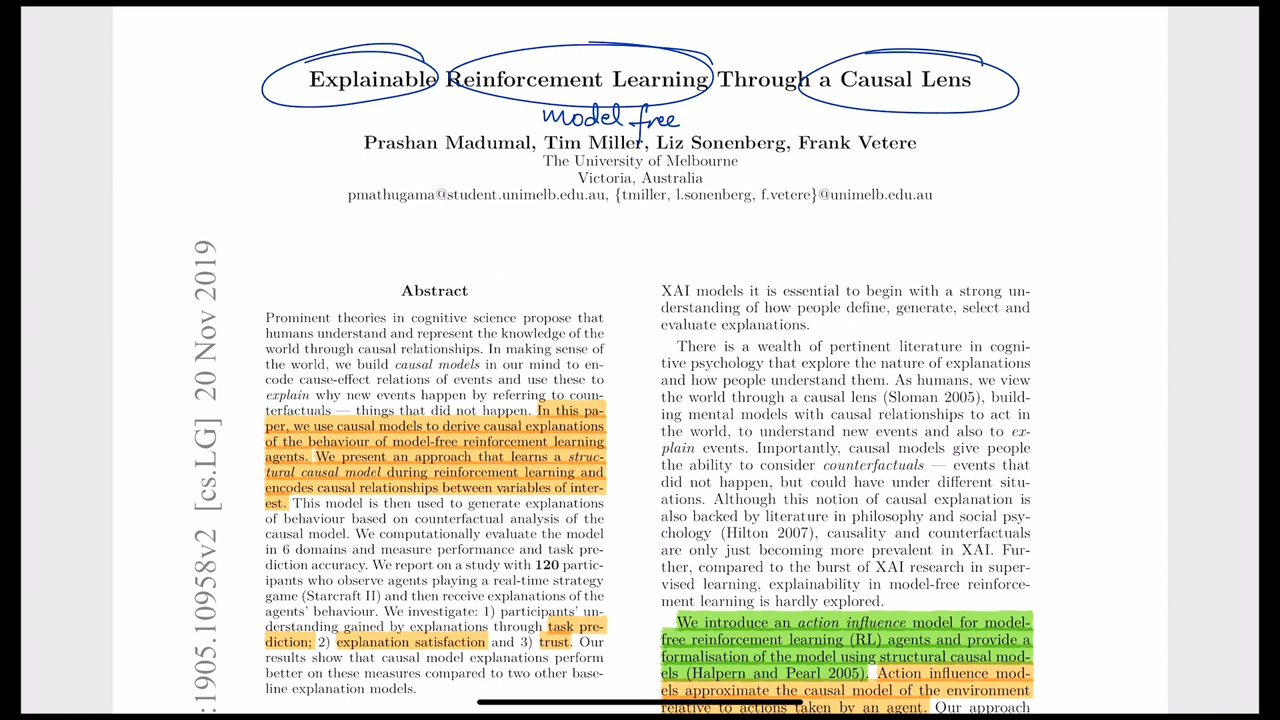 Explainable Reinforcement Learning Through a Causal Lens
model free
Prashan Madumal, Tim Miller, Liz Sonenberg, Frank Vetere
The University of Melbourne
Victoria, Australia
pmathugama@student.unimelb.edu.au, {tmiller, l.sonenberg, f.vetere}@unimelb.edu.au
:1905.10958v2 [cs.LG] 20 Nov 2019
Abstract
Prominent theories in cognitive science propose that
humans understand and represent the knowledge of the
world through causal relationships. In making sense of
the world, we build causal models in our mind to en-
code cause-effect relations of events and use these to
explain why new events happen by referring to coun-
terfactuals — things that did not happen. In this pa-
per, we use causal models to derive causal explanations
of the behaviour of model-free reinforcement learning
agents. We present an approach that learns a struc-
tural causal model during reinforcement learning and
encodes causal relationships between variables of inter-
est. This model is then used to generate explanations
of behaviour based on counterfactual analysis of the
causal model. We computationally evaluate the model
in 6 domains and measure performance and task pre-
diction accuracy. We report on a study with 120 partic-
ipants who observe agents playing a real-time strategy
game (Starcraft II) and then receive explanations of the
agents' behaviour. We investigate: 1) participants' un-
derstanding gained by explanations through task pre-
diction; 2) explanation satisfaction and 3) trust. Our
results show that causal model explanations perform
better on these measures compared to two other base-
line explanation models.
XAI models it is essential to begin with a strong un-
derstanding of how people define, generate, select and
evaluate explanations.
There is a wealth of pertinent literature in cogni-
tive psychology that explore the nature of explanations
and how people understand them. As humans, we view
the world through a causal lens (Sloman 2005), build-
ing mental models with causal relationships to act in
the world, to understand new events and also to ex-
plain events. Importantly, causal models give people
the ability to consider counterfactuals — events that
did not happen, but could have under different situ-
ations. Although this notion of causal explanation is
also backed by literature in philosophy and social psy-
chology (Hilton 2007), causality and counterfactuals
are only just becoming more prevalent in XAI. Fur-
ther, compared to the burst of XAI research in super-
vised learning, explainability in model-free reinforce-
ment learning is hardly explored.
We introduce an action influence model for model-
free reinforcement learning (RL) agents and provide a
formalisation of the model using structural causal mod-
els (Halpern and Pearl 2005). Action influence mod-
els approximate the causal model of the environment
relative to actions taken by an agent. Our approach